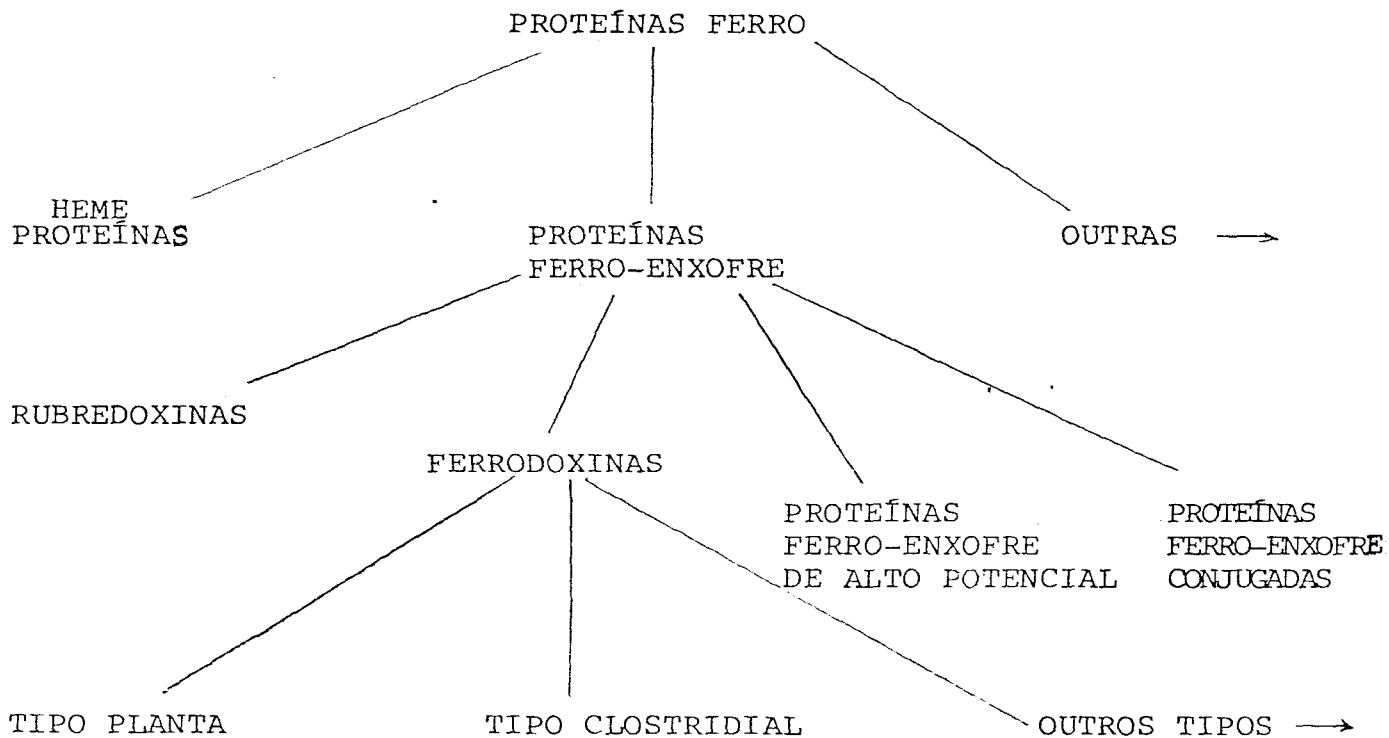 PROTEÍNAS FERRO
HEME
PROTEÍNAS
PROTEÍNAS
FERRO-ENXOFRE
OUTRAS
RUBREDOXINAS
FERRODOXINAS
PROTEÍNAS
FERRO-ENXOFRE
DE ALTO POTENCIAL
PROTEÍNAS
FERRO-ENXOFRE
CONJUGADAS
TIPO PLANTA
TIPO CLOSTRIDIAL
OUTROS TIPOS